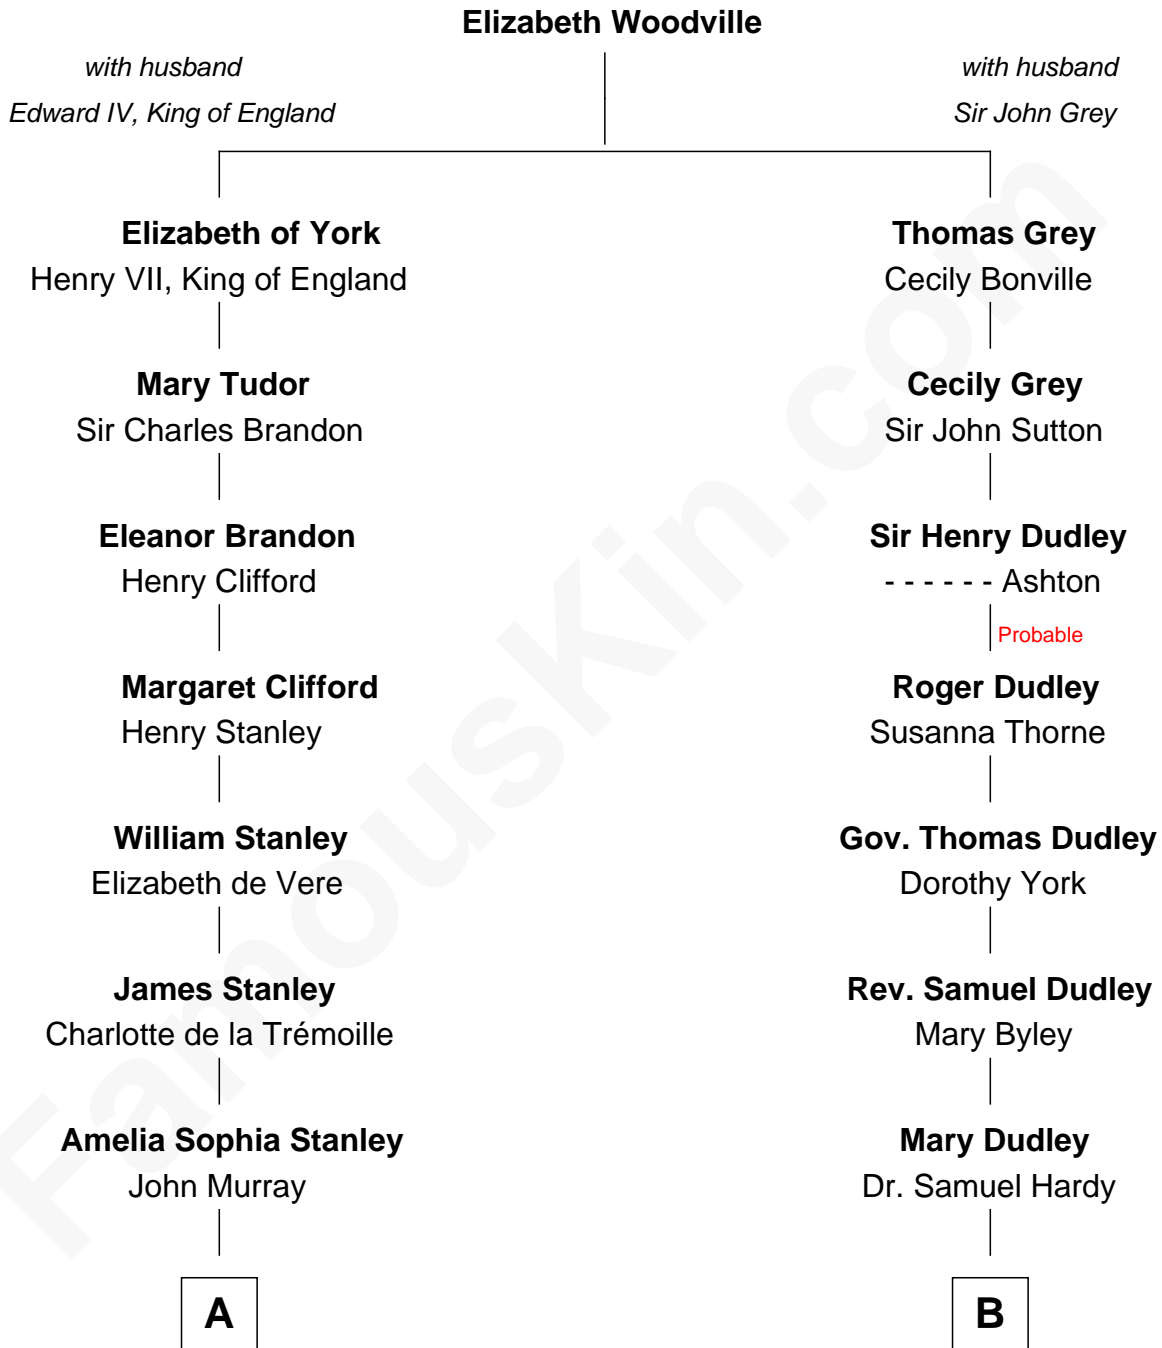 Elizabeth Woodville
with husband
Edward IV, King of England
with husband
Sir John Grey
Elizabeth of York
Henry VII, King of England
Thomas Grey
Cecily Bonville
Mary Tudor
Sir Charles Brandon
Cecily Grey
Sir John Sutton
Eleanor Brandon
Henry Clifford
Sir Henry Dudley
- - - - - - Ashton
Probable
Margaret Clifford
Henry Stanley
Roger Dudley
Susanna Thorne
William Stanley
Elizabeth de Vere
Gov. Thomas Dudley
Dorothy York
James Stanley
Charlotte de la Trémoille
Rev. Samuel Dudley
Mary Byley
Amelia Sophia Stanley
John Murray
Mary Dudley
Dr. Samuel Hardy
A
B
FamousKin.com